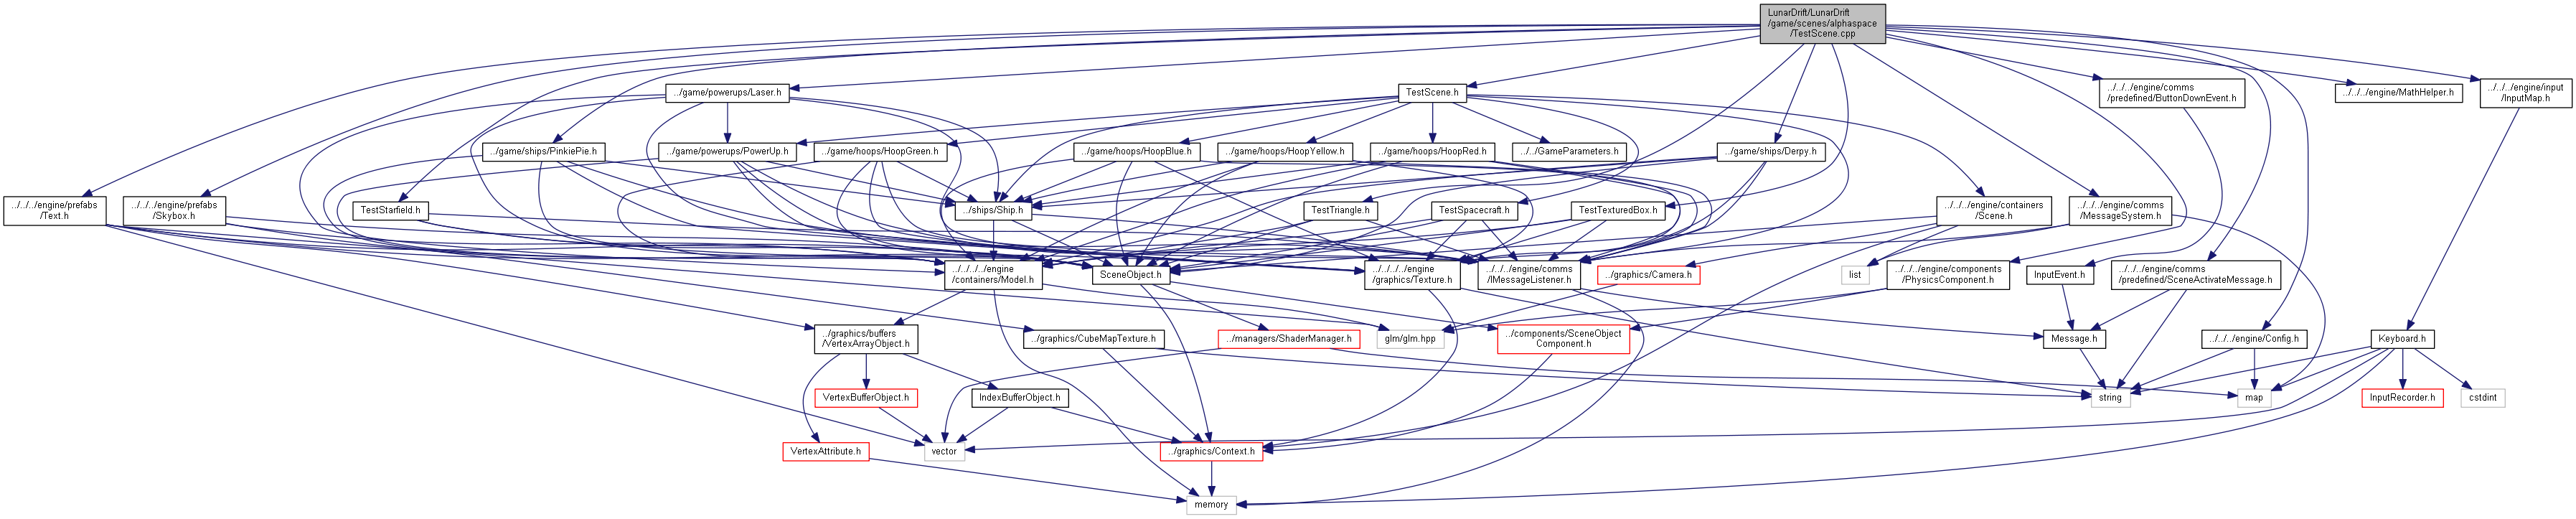 LunarDrift/LunarDrift
/game/scenes/alphaspace
/TestScene.cpp
../game/powerups/Laser.h
TestScene.h
../../../engine/comms
/predefined/ButtonDownEvent.h
../../../engine/MathHelper.h
../../../engine/input
/InputMap.h
../game/ships/PinkiePie.h
../game/powerups/PowerUp.h
../game/hoops/HoopGreen.h
../game/hoops/HoopBlue.h
../game/hoops/HoopYellow.h
../game/hoops/HoopRed.h
../../GameParameters.h
../game/ships/Derpy.h
../../../engine/prefabs
/Text.h
../../../engine/prefabs
/Skybox.h
TestStarfield.h
../ships/Ship.h
TestTriangle.h
TestSpacecraft.h
TestTexturedBox.h
../../../engine/containers
/Scene.h
../../../engine/comms
/MessageSystem.h
../../../../engine
/containers/Model.h
SceneObject.h
../../../../engine
/graphics/Texture.h
../../../engine/comms
/IMessageListener.h
../graphics/Camera.h
list
../../../engine/components
/PhysicsComponent.h
InputEvent.h
../../../engine/comms
/predefined/SceneActivateMessage.h
../graphics/buffers
/VertexArrayObject.h
../graphics/CubeMapTexture.h
../managers/ShaderManager.h
glm/glm.hpp
../components/SceneObject
Component.h
Message.h
../../../engine/Config.h
Keyboard.h
VertexBufferObject.h
IndexBufferObject.h
string
map
InputRecorder.h
cstdint
VertexAttribute.h
vector
../graphics/Context.h
memory